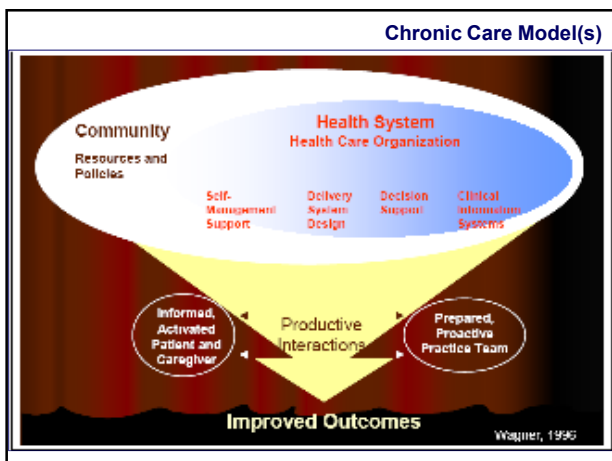 Chronic Care Model(s)
Community
Resources and
Policies
Health System
Health Care Organization
Self-
Management
Support
Delivery
System
Design
Decision
Support
Clinical
Information
Systems
Informed,
Activated
Patient and
Caregiver
Productive
Interactions
Prepared,
Proactive
Practice Team
Improved Outcomes
Wagner, 1996